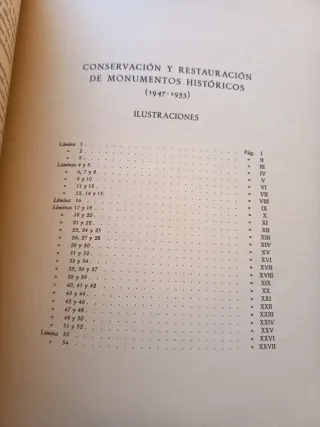 CONSERVACIÓN Y RESTAURACIÓN
DE MONUMENTOS HISTÓRICOS
(1947-1953)
ILUSTRACIONES
Lámina 1 . . . . . . . . . . Pág. I
» 2 . . . . . . . . . . » II
» 3 . . . . . . . . . . » III
Láminas 4 y 5 . . . . . . . . . . » IV
» 6, 7 y 8 . . . . . . . . . . » V
» 9 y 10 . . . . . . . . . . » VI
» 11 y 12 . . . . . . . . . . » VII
» 13, 14 y 15 . . . . . . . . . . » VIII
Lámina 16 . . . . . . . . . . » IX
Láminas 17 y 18 . . . . . . . . . . » X
» 19 y 20 . . . . . . . . . . » XI
» 21 y 22 . . . . . . . . . . » XII
» 23, 24 y 25 . . . . . . . . . . » XIII
» 26, 27 y 28 . . . . . . . . . . » XIV
» 29 y 30 . . . . . . . . . . » XV
» 31 y 32 . . . . . . . . . . » XVI
» 33 y 34 . . . . . . . . . . » XVII
» 35, 36 y 37 . . . . . . . . . . » XVIII
» 38 y 39 . . . . . . . . . . » XIX
» 40, 41 y 42 . . . . . . . . . . » XX
» 43 y 44 . . . . . . . . . . » XXI
» 45 y 46 . . . . . . . . . . » XXII
» 47 y 48 . . . . . . . . . . » XXIII
» 49 y 50 . . . . . . . . . . » XXIV
» 51 y 52 . . . . . . . . . . » XXV
Lámina 53 . . . . . . . . . . » XXVI
» 54 . . . . . . . . . . » XXVII